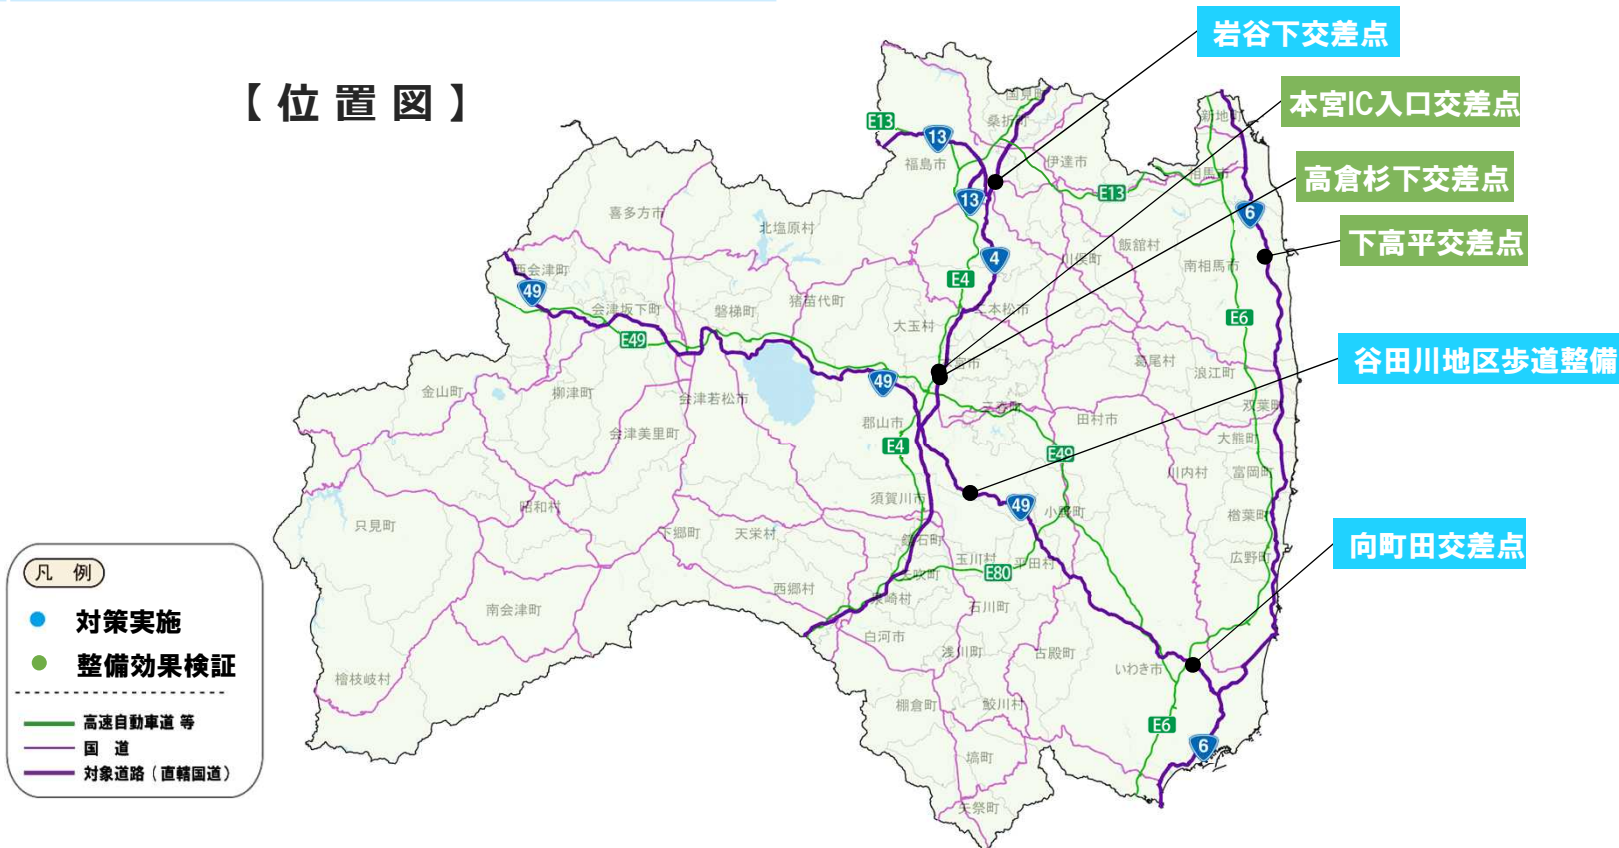 【位置図】
岩谷下交差点
本宮IC入口交差点
高倉杉下交差点
下高平交差点
谷田川地区歩道整備
向町田交差点
国見町
桑折町
新地町
E13
13
福島市
伊達市
相馬市
E13
13
6
喜多方市
北塩原村
飯舘村
4
川俣町
南相馬市
西会津町
E4
49
会津坂下町
磐梯町
猪苗代町
二本松市
大玉村
E6
E49
葛尾村
浪江町
金山町
柳津町
49
会津若松市
郡山市
田村市
双葉町
会津美里町
大熊町
E4
E49
川内村
富岡町
須賀川市
昭和村
49
小野町
楢葉町
只見町
下郷町
天栄村
鏡石町
玉川村
平田村
広野町
E80
矢吹町
西郷村
泉崎村
南会津町
石川町
白河市
浅川町
古殿町
いわき市
檜枝岐村
棚倉町
鮫川村
E6
6
塙町
矢祭町
凡 例
対策実施
整備効果検証
高速自動車道 等
国 道
対象道路(直轄国道)